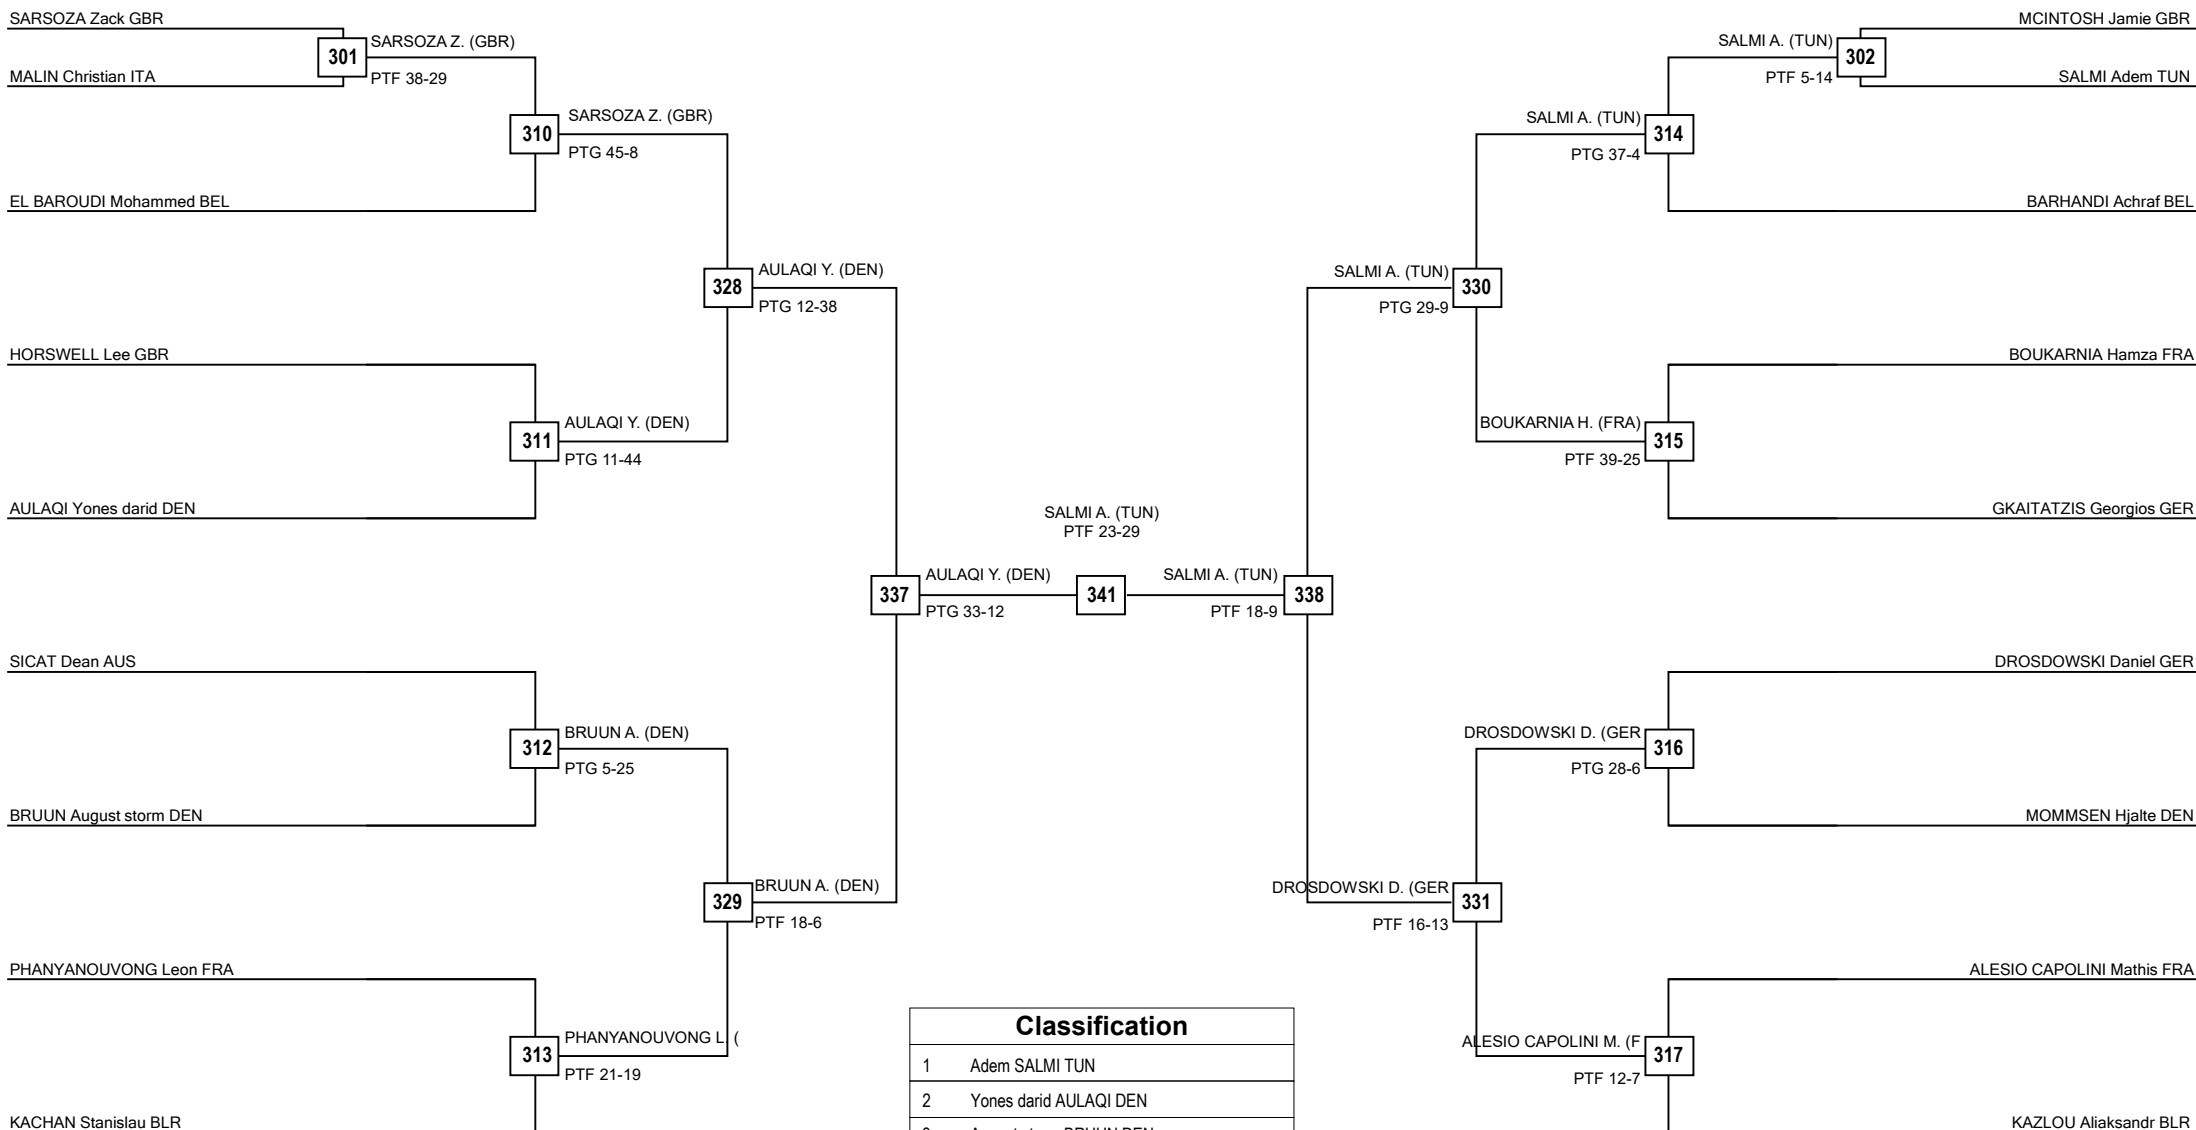 SARSOZA Zack GBR
MALIN Christian ITA
301
SARSOZA Z. (GBR)
PTF 38-29
310
SARSOZA Z. (GBR)
PTG 45-8
EL BAROUDI Mohammed BEL
328
AULAQI Y. (DEN)
PTG 12-38
HORSWELL Lee GBR
311
AULAQI Y. (DEN)
PTG 11-44
AULAQI Yones darid DEN
337
AULAQI Y. (DEN)
PTG 33-12
SICAT Dean AUS
312
BRUUN A. (DEN)
PTG 5-25
BRUUN August storm DEN
329
BRUUN A. (DEN)
PTF 18-6
PHANYANOUVONG Leon FRA
313
PHANYANOUVONG L. (
PTF 21-19
KACHAN Stanislau BLR
SALMI A. (TUN)
PTF 23-29
341
MCINTOSH Jamie GBR
SALMI A. (TUN)
302
PTF 5-14
SALMI Adem TUN
SALMI A. (TUN)
314
PTG 37-4
BARHANDI Achraf BEL
SALMI A. (TUN)
330
PTG 29-9
BOUKARNIA Hamza FRA
BOUKARNIA H. (FRA)
315
PTF 39-25
GKAITATZIS Georgios GER
SALMI A. (TUN)
338
PTF 18-9
DROSDOWSKI Daniel GER
DROSDOWSKI D. (GER
316
PTG 28-6
MOMMSEN Hjalte DEN
DROSDOWSKI D. (GER
331
PTF 16-13
ALESIO CAPOLINI Mathis FRA
ALESIO CAPOLINI M. (F
317
PTF 12-7
KAZLOU Aliaksandr BLR
Classification
1 Adem SALMI TUN
2 Yones darid AULAQI DEN